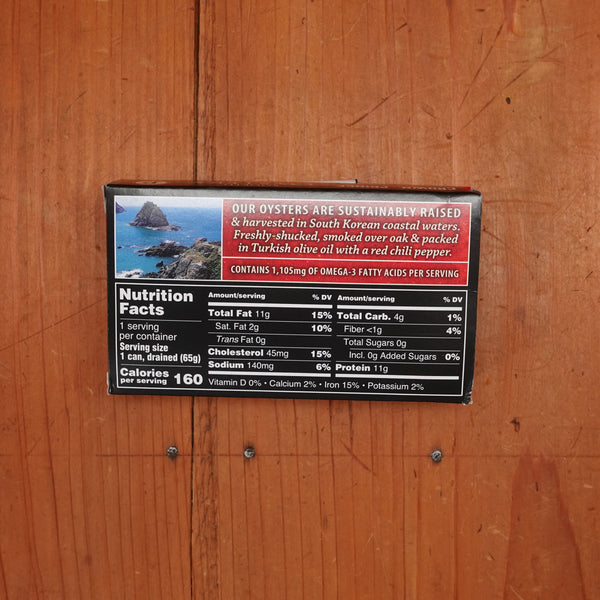 OUR OYSTERS ARE SUSTAINABLY RAISED
& harvested in South Korean coastal waters.
Freshly-shucked, smoked over oak & packed
in Turkish olive oil with a red chili pepper.
CONTAINS 1,105mg OF OMEGA-3 FATTY ACIDS PER SERVING
Nutrition
Facts
1 serving
per container
Serving size
1 can, drained (65g)
Calories
per serving 160
Amount/serving % DV
Total Fat 11g 15%
Sat. Fat 2g 10%
Trans Fat 0g
Cholesterol 45mg 15%
Sodium 140mg 6%
Amount/serving % DV
Total Carb. 4g 1%
Fiber <1g 4%
Total Sugars 0g
Incl. 0g Added Sugars 0%
Protein 11g
Vitamin D 0% • Calcium 2% • Iron 15% • Potassium 2%